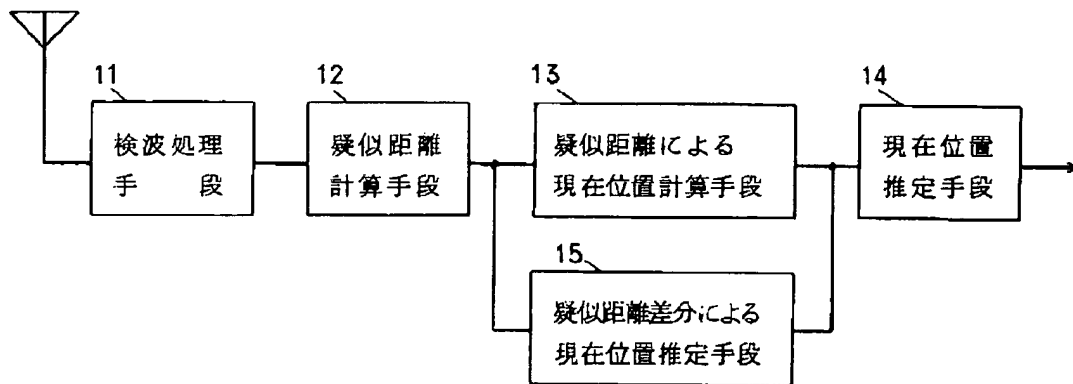 11
検波処理
手段
12
疑似距離
計算手段
13
疑似距離による
現在位置計算手段
14
現在位置
推定手段
15
疑似距離差分による
現在位置推定手段